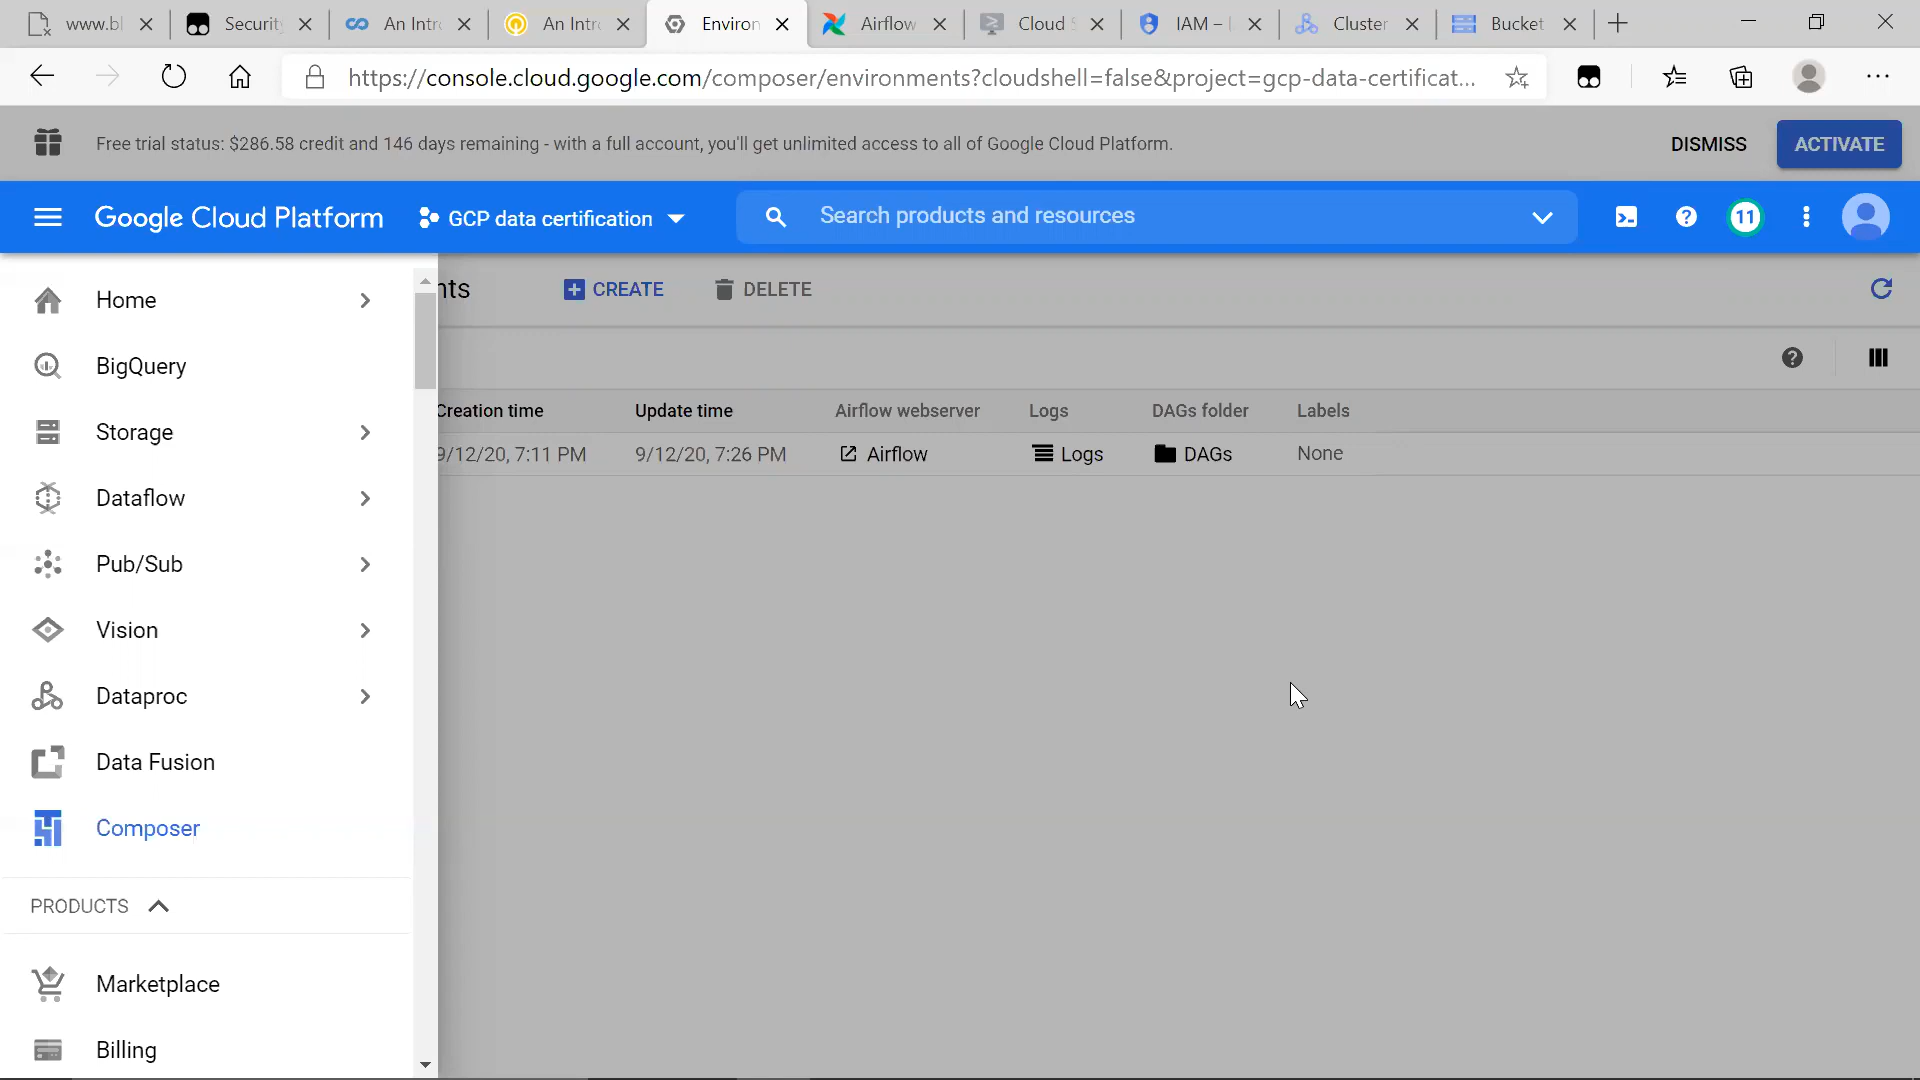 www.bl Security An Intro An Intro Environ Airflow Cloud S IAM – Cluster Bucket
https://console.cloud.google.com/composer/environments?cloudshell=false&project=gcp-data-certificat...
Free trial status: $286.58 credit and 146 days remaining - with a full account, you'll get unlimited access to all of Google Cloud Platform. DISMISS ACTIVATE
Google Cloud Platform GCP data certification Search products and resources 11
Home
nts CREATE DELETE
BigQuery
Creation time Update time Airflow webserver Logs DAGs folder Labels
9/12/20, 7:11 PM 9/12/20, 7:26 PM Airflow Logs DAGs None
Storage
Dataflow
Pub/Sub
Vision
Dataproc
Data Fusion
Composer
PRODUCTS
Marketplace
Billing